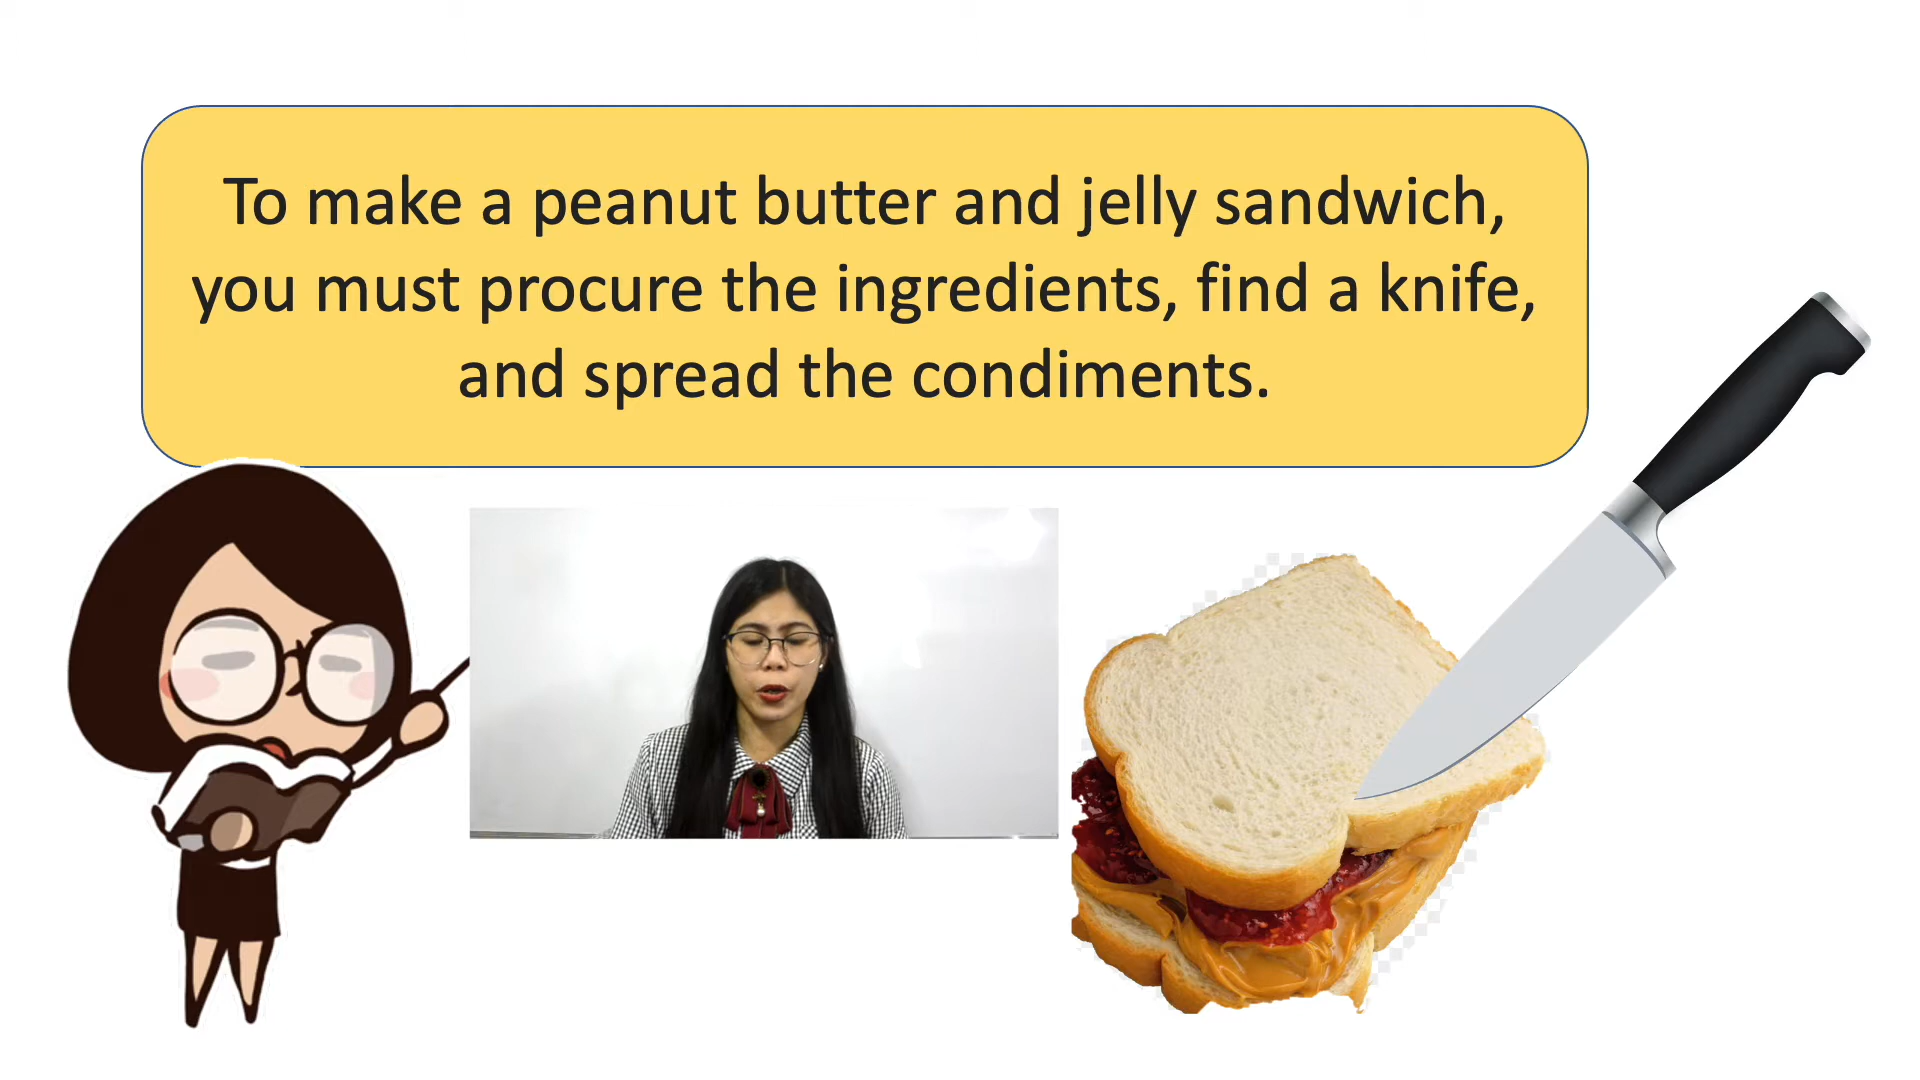 To make a peanut butter and jelly sandwich,
you must procure the ingredients, find a knife,
and spread the condiments.